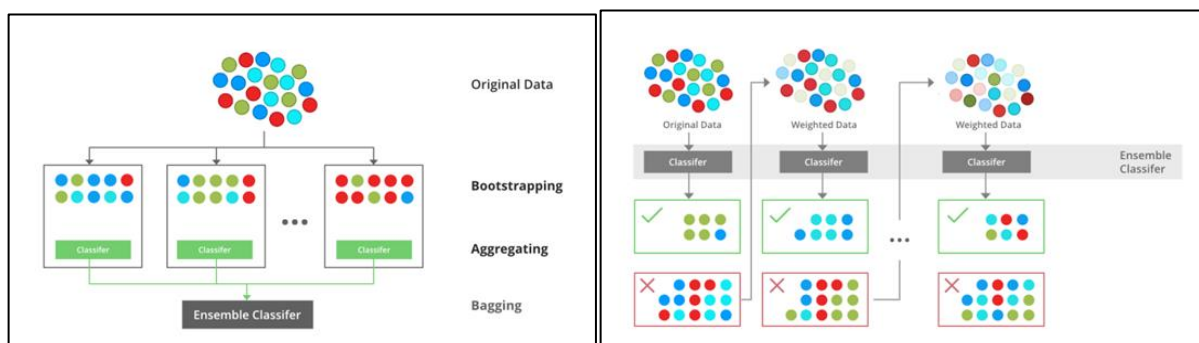 Original Data
Bootstrapping
Classifer
Classifer
Classifer
Aggregating
Ensemble Classifer
Bagging
Original Data
Weighted Data
Weighted Data
Classifer
Classifer
Classifer
Ensemble
Classifer